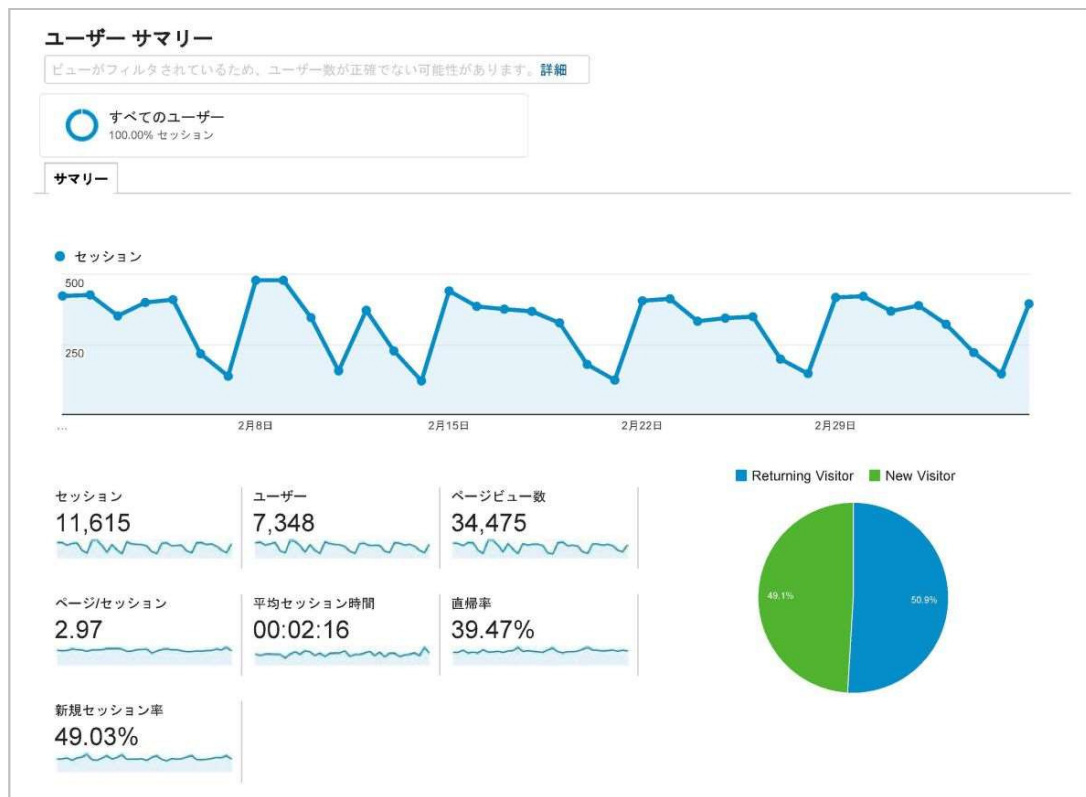 ユーザー サマリー
ビューがフィルタされているため、ユーザー数が正確でない可能性があります。詳細
すべてのユーザー
100.00% セッション
サマリー
セッション
500
250
...
2月8日
2月15日
2月22日
2月29日
Returning Visitor
New Visitor
セッション
11,615
ユーザー
7,348
ページビュー数
34,475
ページ/セッション
2.97
平均セッション時間
00:02:16
直帰率
39.47%
新規セッション率
49.03%
49.1%
50.9%